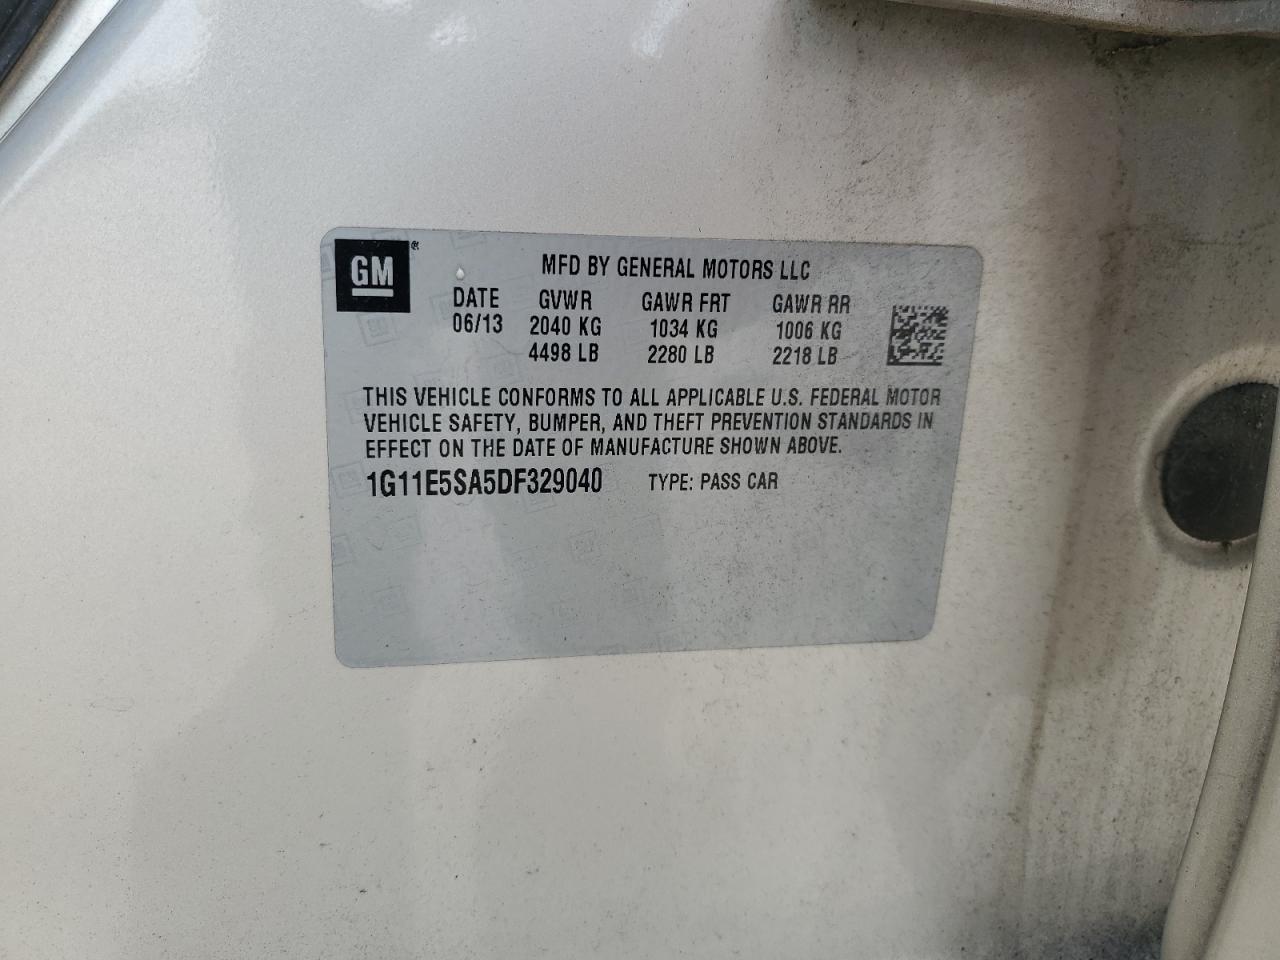 GM ®
MFD BY GENERAL MOTORS LLC
DATE GVWR GAWR FRT GAWR RR
06/13 2040 KG 1034 KG 1006 KG
4498 LB 2280 LB 2218 LB
THIS VEHICLE CONFORMS TO ALL APPLICABLE U.S. FEDERAL MOTOR
VEHICLE SAFETY, BUMPER, AND THEFT PREVENTION STANDARDS IN
EFFECT ON THE DATE OF MANUFACTURE SHOWN ABOVE.
1G11E5SA5DF329040 TYPE: PASS CAR